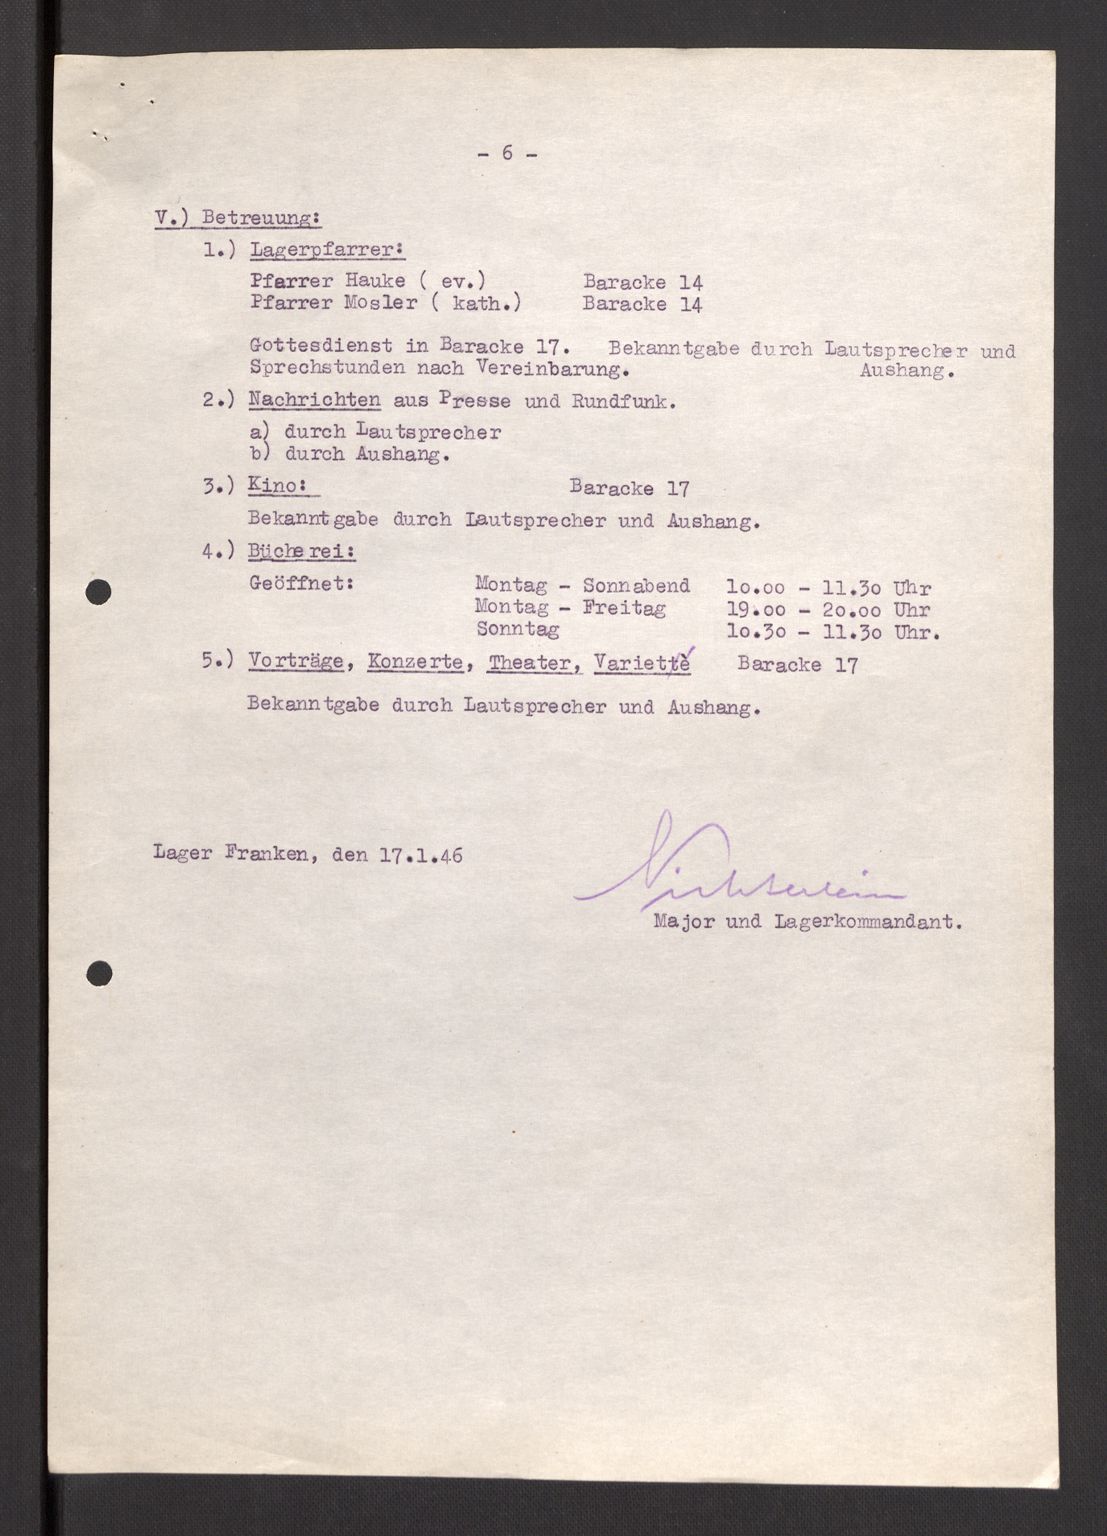 - 6 -
V.) Betreuung:
1.) Lagerpfarrer:
Pfarrer Hauke ( ev.) Baracke 14
Pfarrer Mosler ( kath.) Baracke 14
Gottesdienst in Baracke 17. Bekanntgabe durch Lautsprecher und
Sprechstunden nach Vereinbarung. Aushang.
2.) Nachrichten aus Presse und Rundfunk.
a) durch Lautsprecher
b) durch Aushang.
3.) Kino: Baracke 17
Bekanntgabe durch Lautsprecher und Aushang.
4.) Bücherei:
Geöffnet: Montag - Sonnabend 10.00 - 11.30 Uhr
Montag - Freitag 19.00 - 20.00 Uhr
Sonntag 10.30 - 11.30 Uhr.
5.) Vorträge, Konzerte, Theater, Varieté Baracke 17
Bekanntgabe durch Lautsprecher und Aushang.
Lager Franken, den 17.1.46
Major und Lagerkommandant.